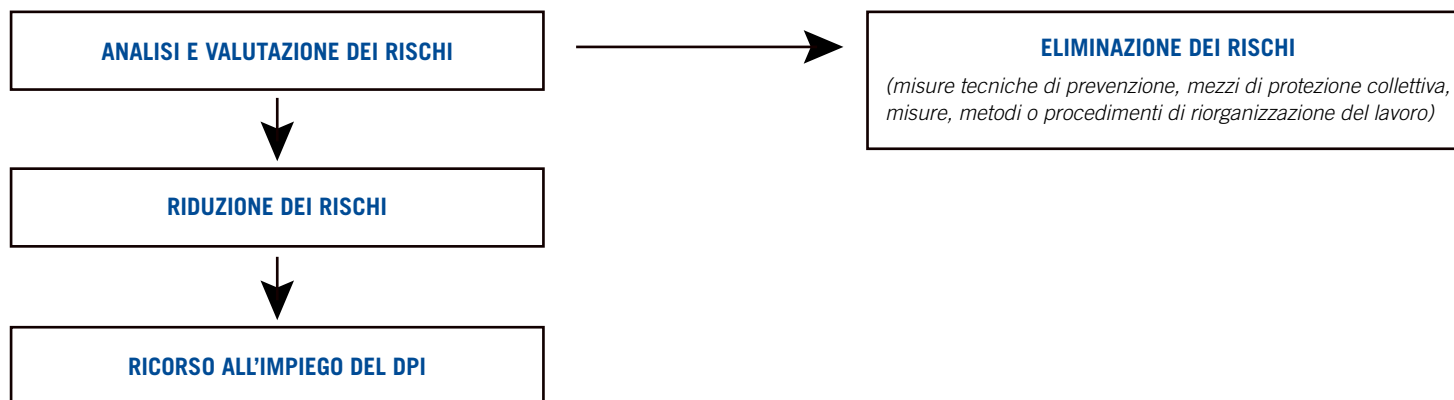 ANALISI E VALUTAZIONE DEI RISCHI
ELIMINAZIONE DEI RISCHI
(misure tecniche di prevenzione, mezzi di protezione collettiva,
misure, metodi o procedimenti di riorganizzazione del lavoro)
RIDUZIONE DEI RISCHI
RICORSO ALL'IMPIEGO DEL DPI